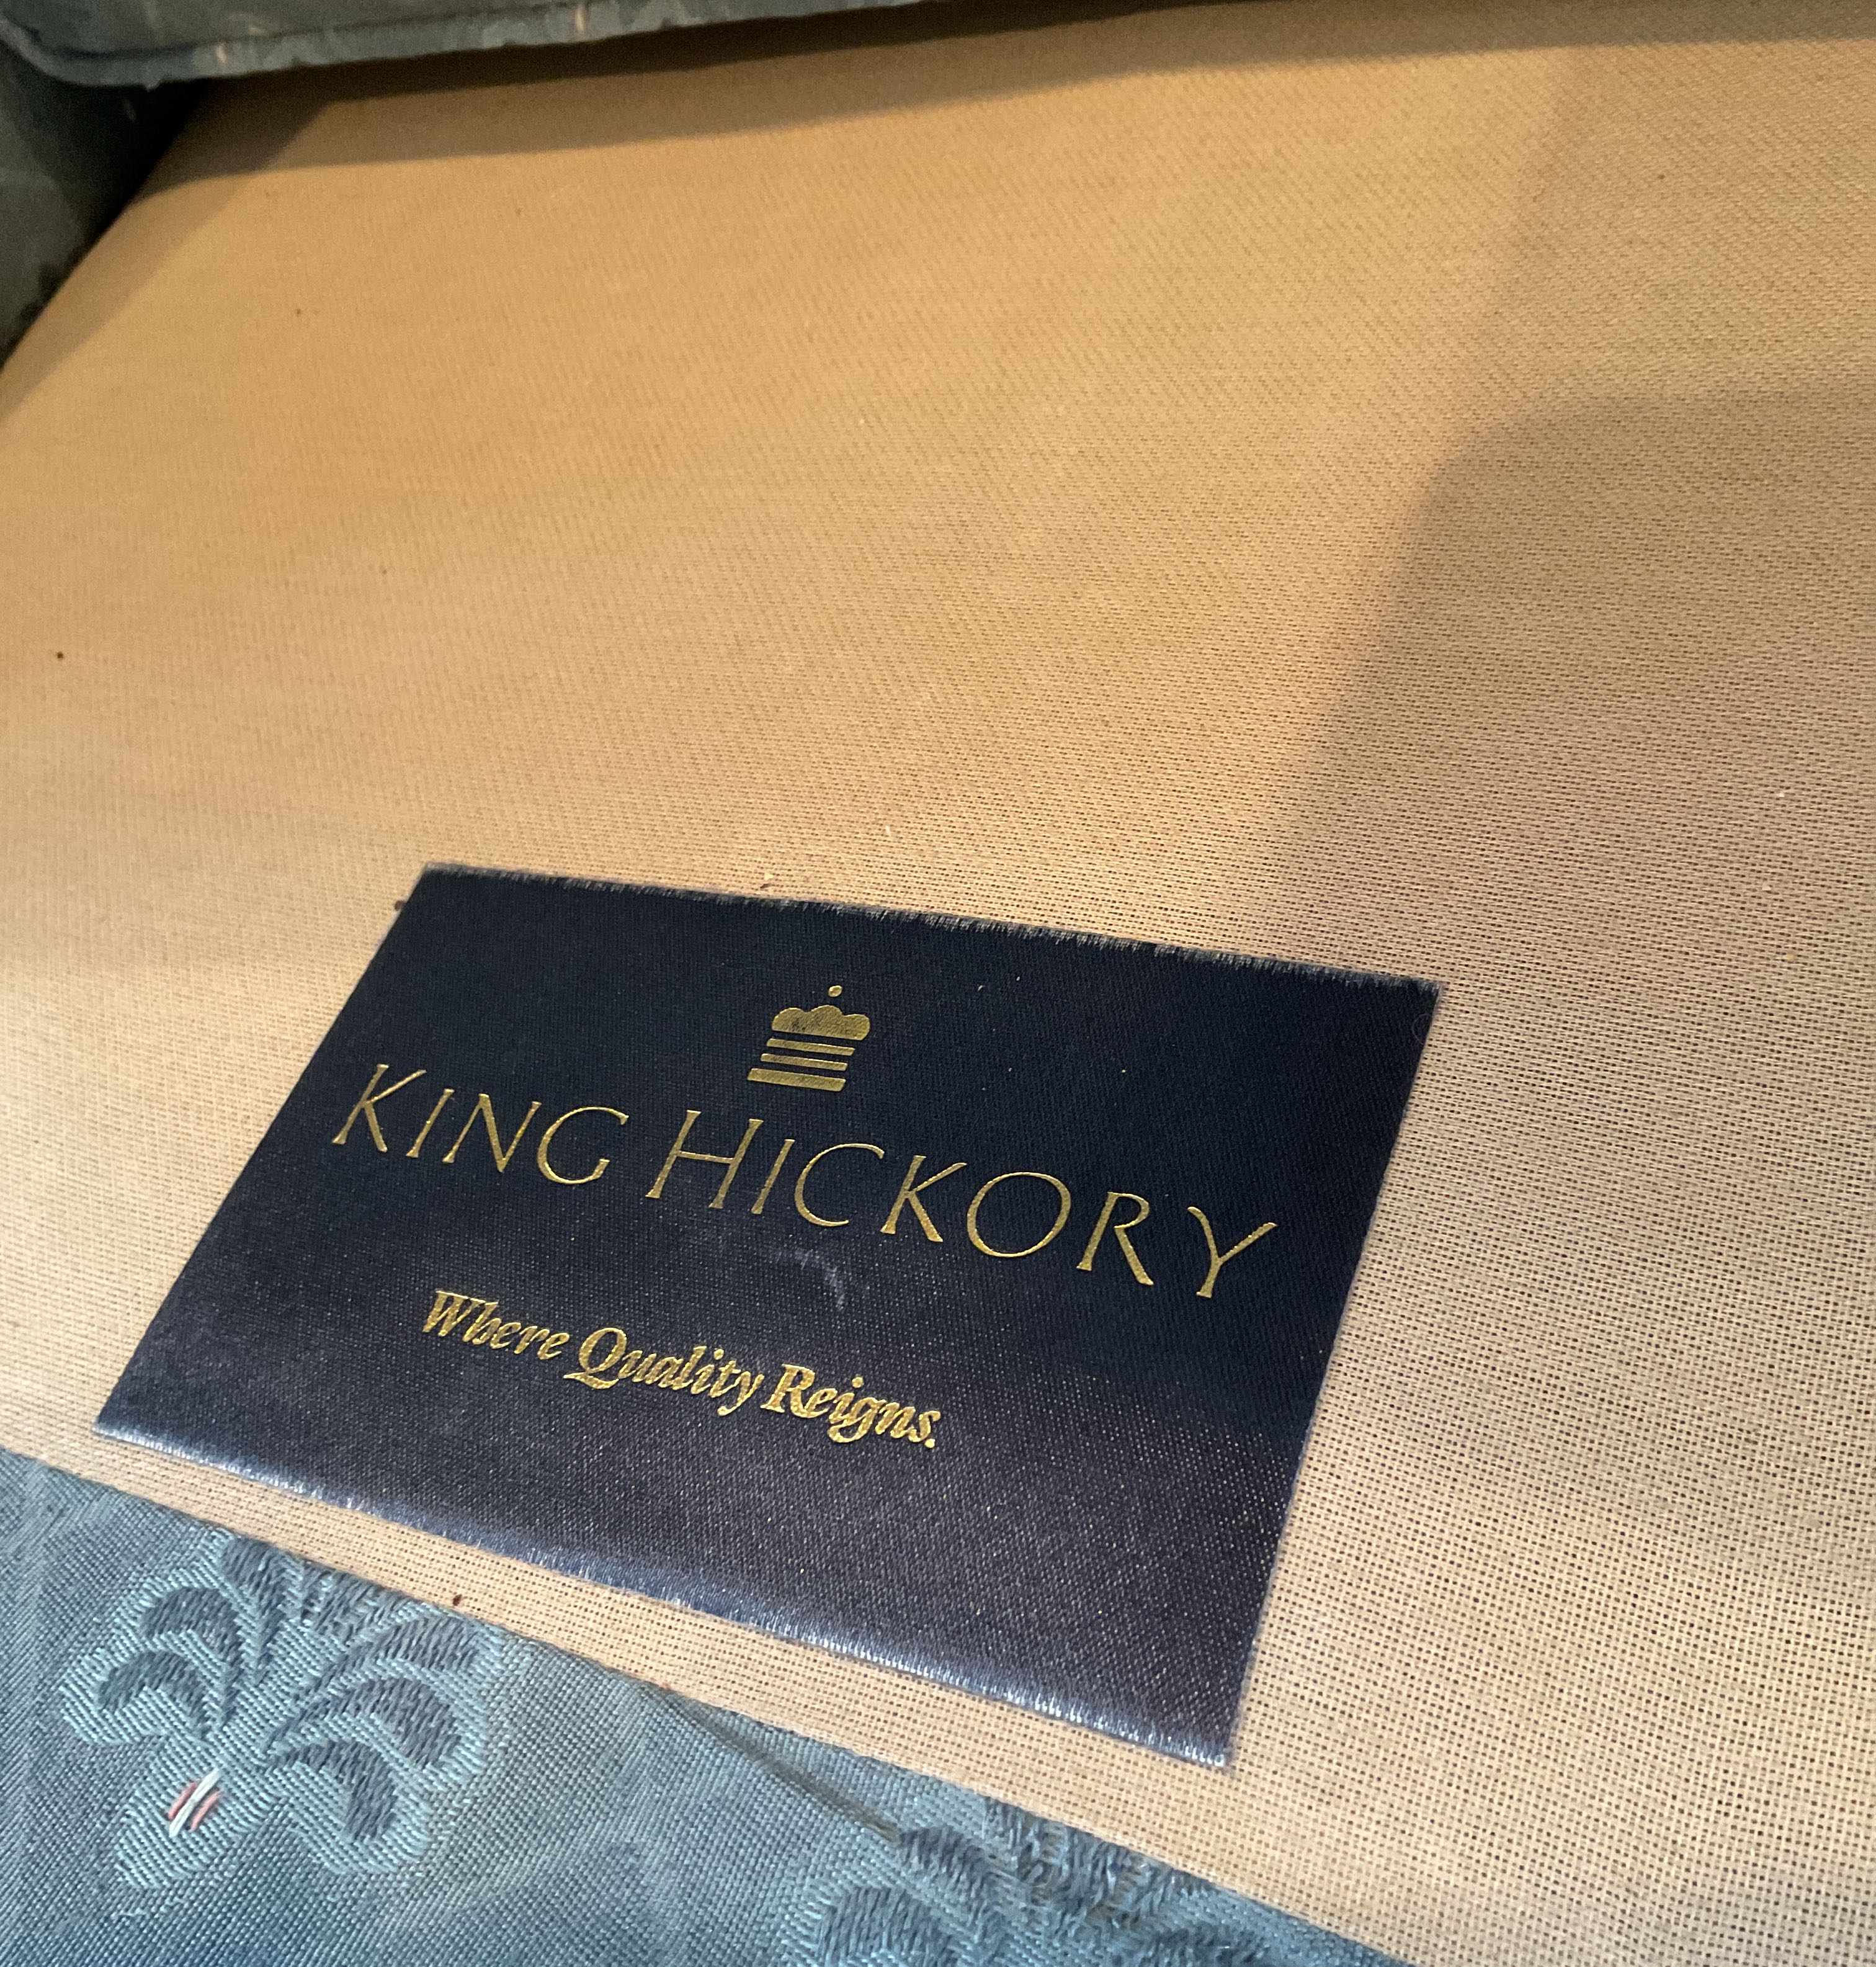 KING HICKORY
Where Quality Reigns.